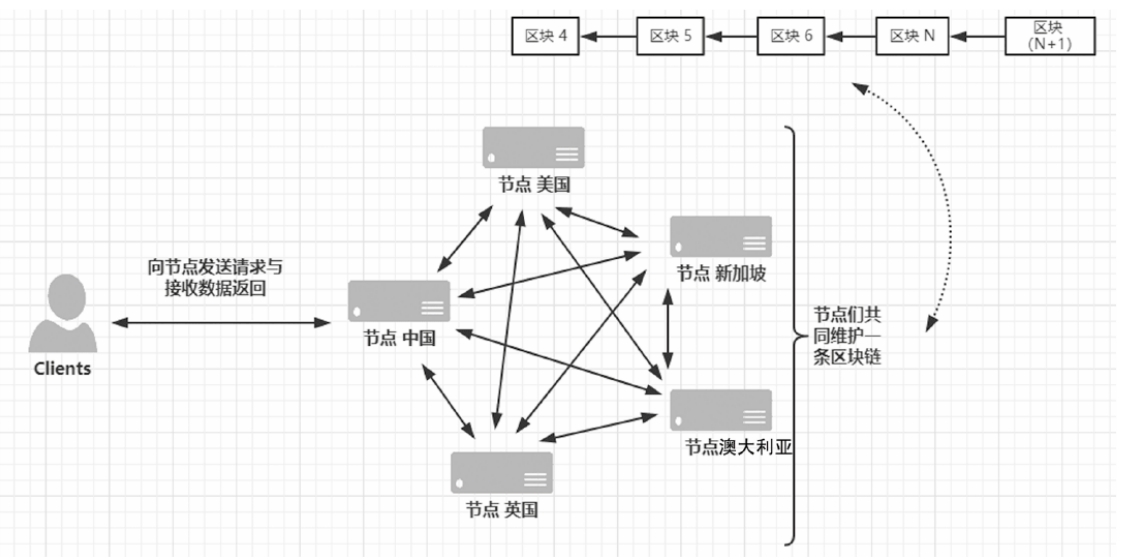 区块 4
区块 5
区块 6
区块 N
区块
(N+1)
节点 美国
节点 新加坡
向节点发送请求与
接收数据返回
节点 中国
Clients
节点们共
同维护一
条区块链
节点澳大利亚
节点 英国